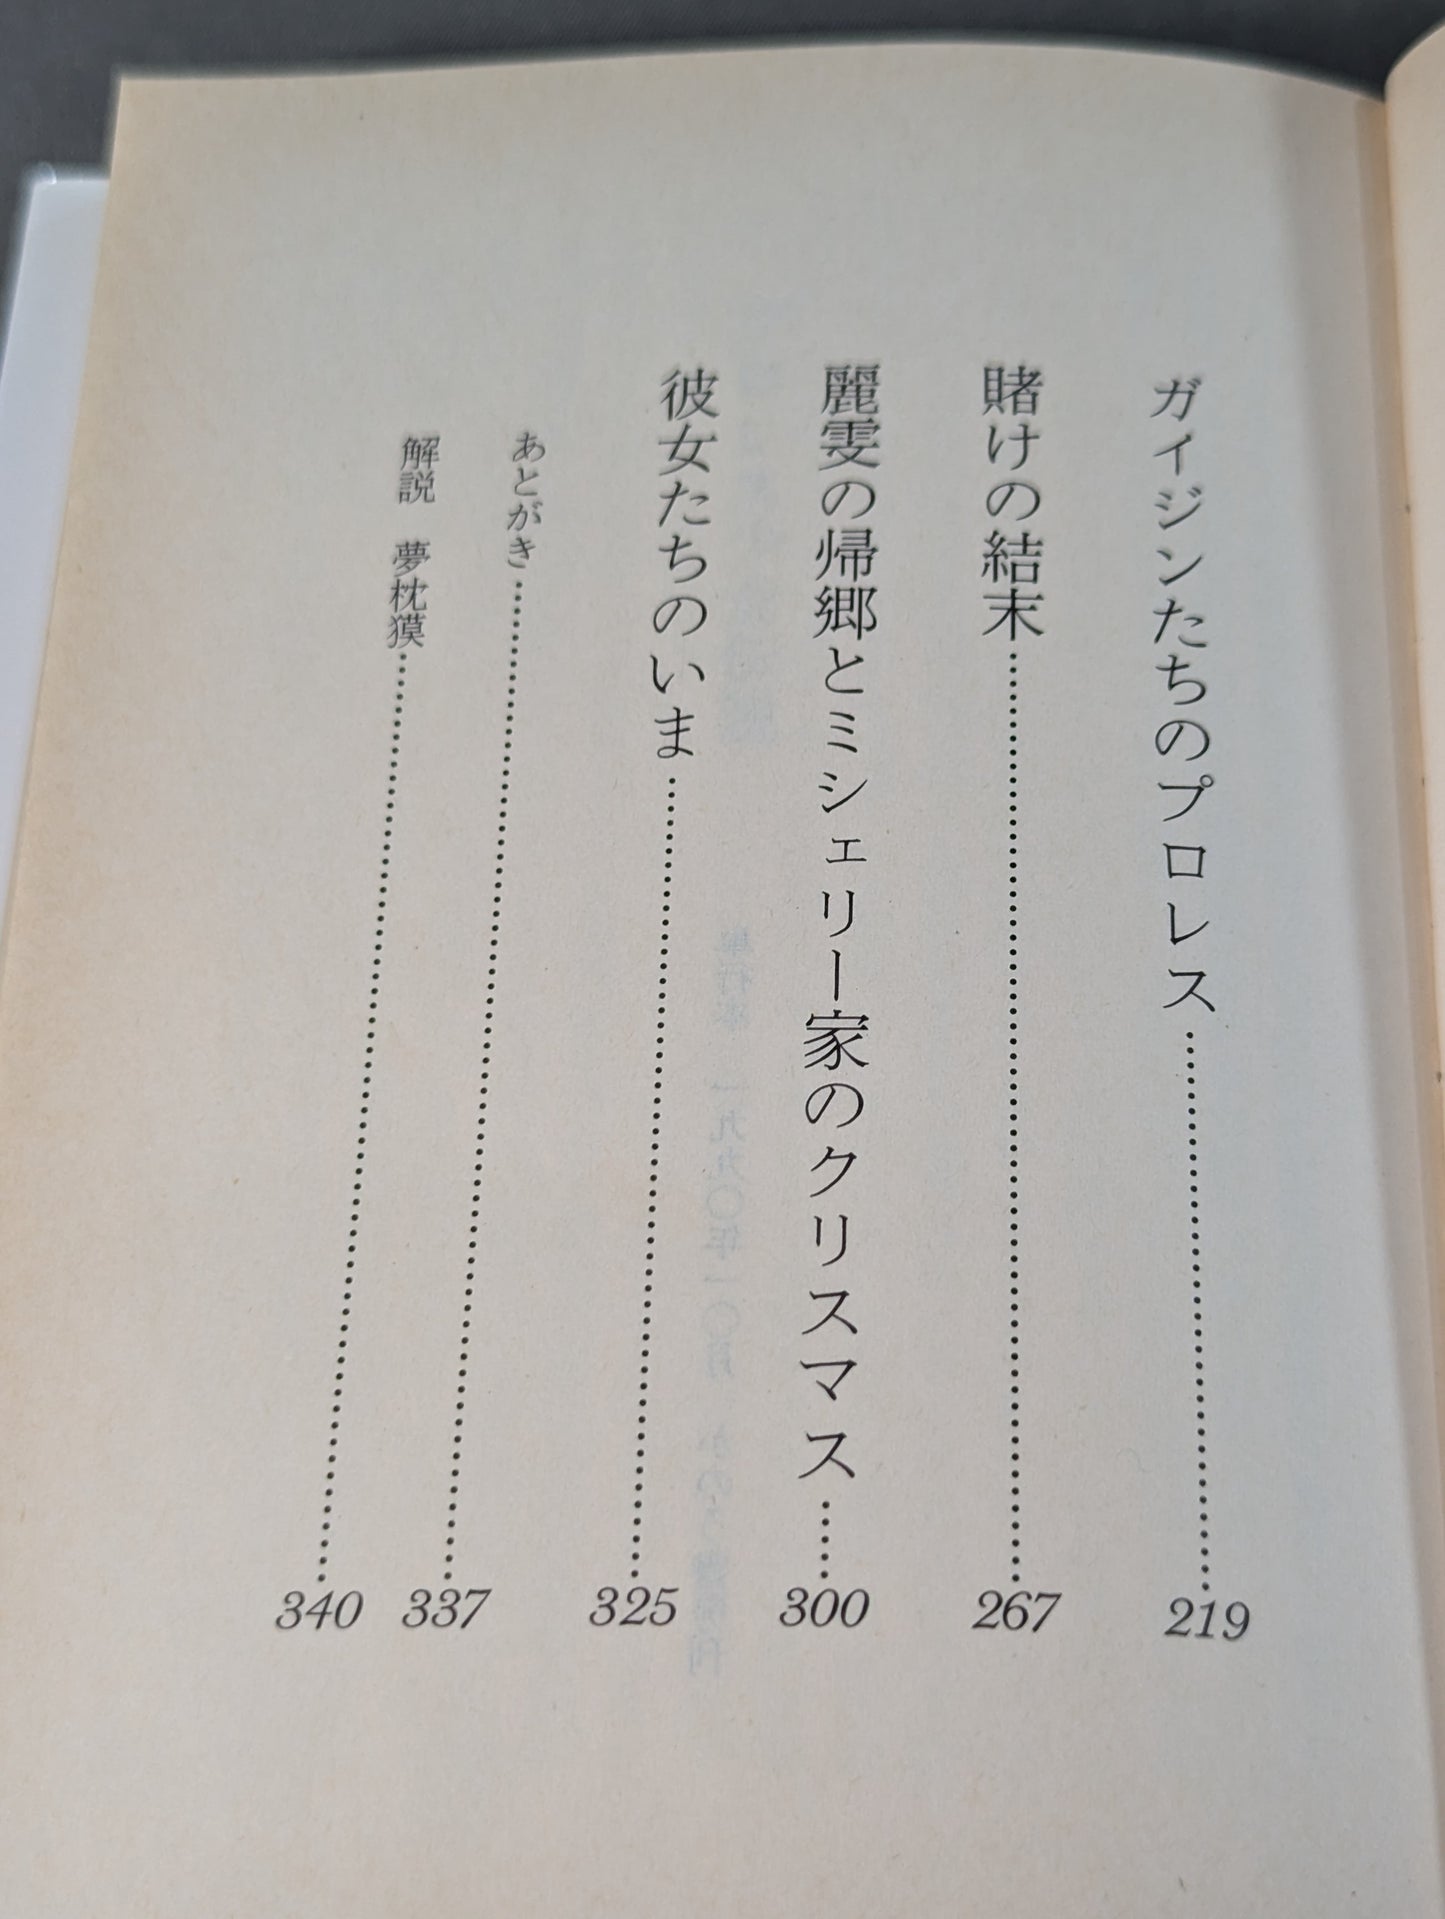 ガイジンたちのプロレス……219
賭けの結末……267
麗雯の帰郷とミシェリー家のクリスマス……300
彼女たちのいま……325
あとがき……337
解説　夢枕獏……340